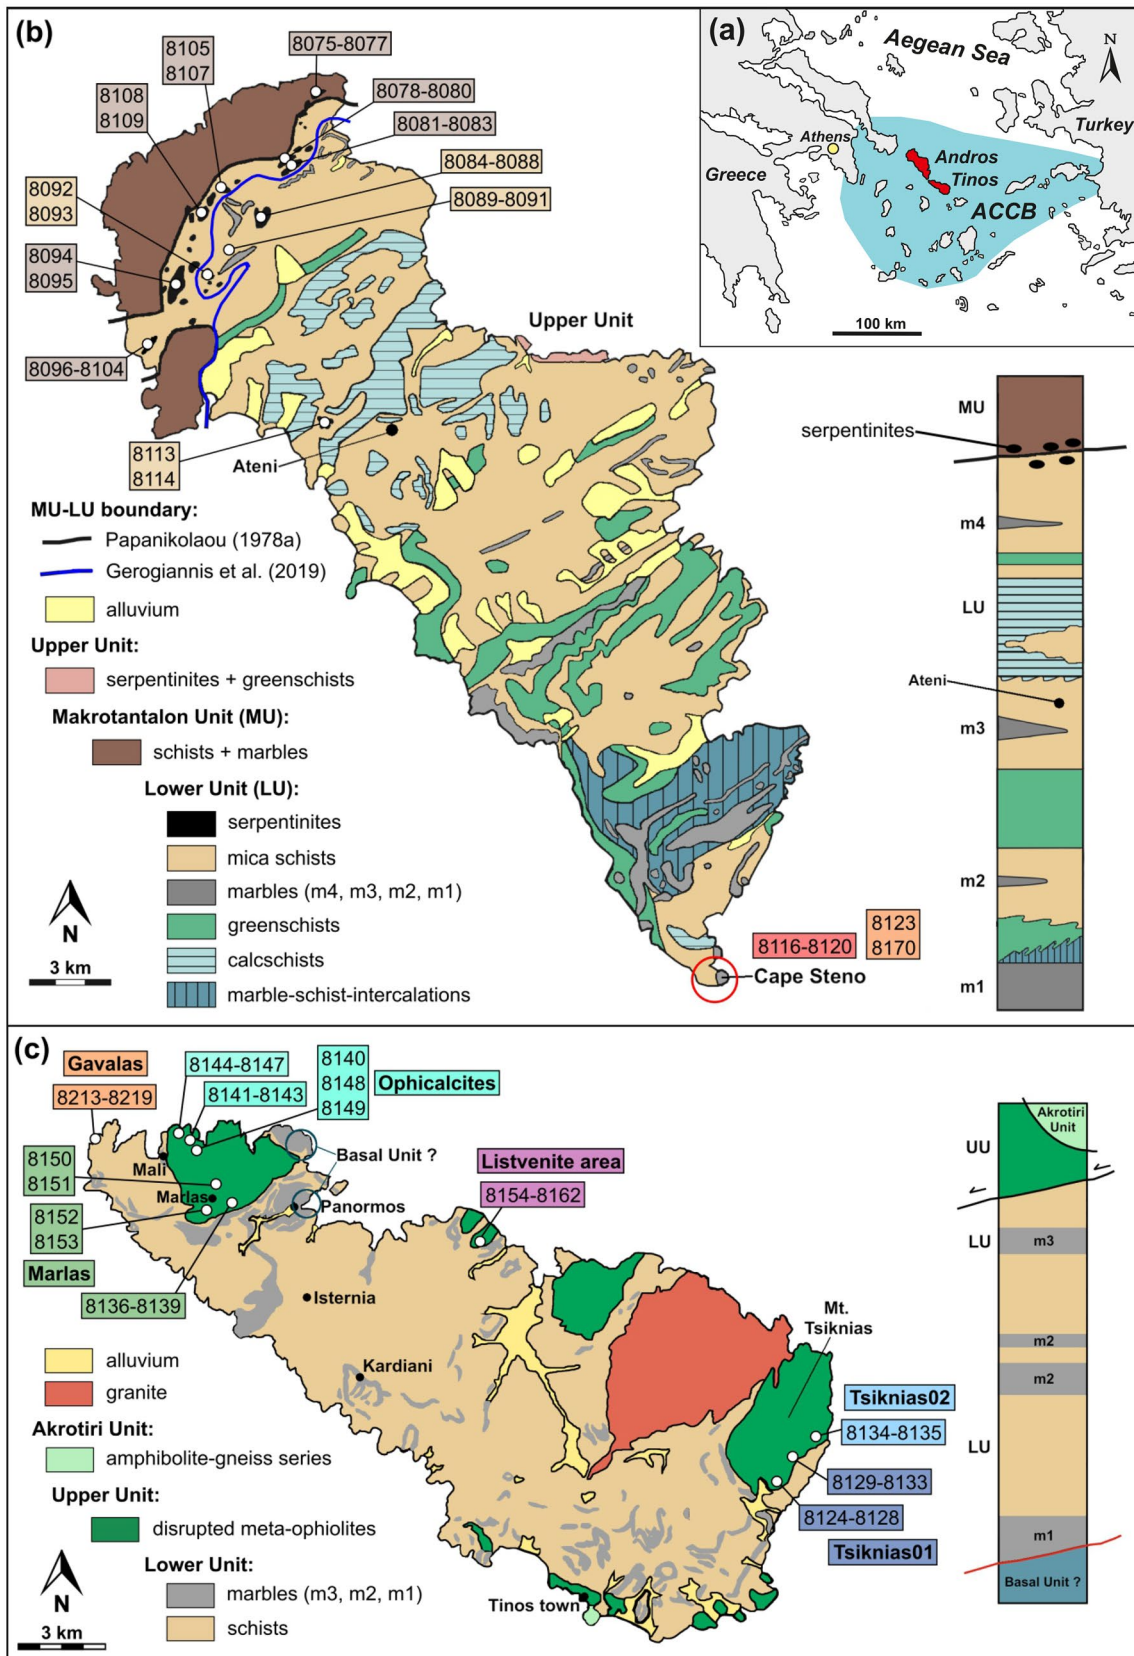 (b)
8105
8107
8075-8077
8108
8109
8078-8080
8081-8083
8084-8088
8092
8093
8089-8091
8094
8095
8096-8104
Upper Unit
8113
8114
Ateni
MU-LU boundary:
Papanikolaou (1978a)
Gerogiannis et al. (2019)
alluvium
Upper Unit:
serpentinites + greenschists
Makrotantalon Unit (MU):
schists + marbles
Lower Unit (LU):
serpentinites
mica schists
marbles (m4, m3, m2, m1)
greenschists
calcschists
marble-schist-intercalations
N
3 km
8116-8120
8123
8170
Cape Steno
(a)
Aegean Sea
N
Turkey
Athens
Andros
Tinos
Greece
ACCB
100 km
MU
serpentinites
m4
LU
Ateni
m3
m2
m1
(c)
Gavalas
8213-8219
8144-8147
8141-8143
8140
8148
8149
Ophicalcites
Mali
Basal Unit ?
8150
8151
Marlas
Panormos
8152
8153
Marlas
8136-8139
Listvenite area
8154-8162
Isternia
Kardiani
Mt.
Tsiknias
Tsiknias02
8134-8135
8129-8133
8124-8128
Tsiknias01
Tinos town
alluvium
granite
Akrotiri Unit:
amphibolite-gneiss series
Upper Unit:
disrupted meta-ophiolites
Lower Unit:
marbles (m3, m2, m1)
schists
N
3 km
Akrotiri
Unit
UU
LU
m3
m2
m2
LU
m1
Basal Unit ?